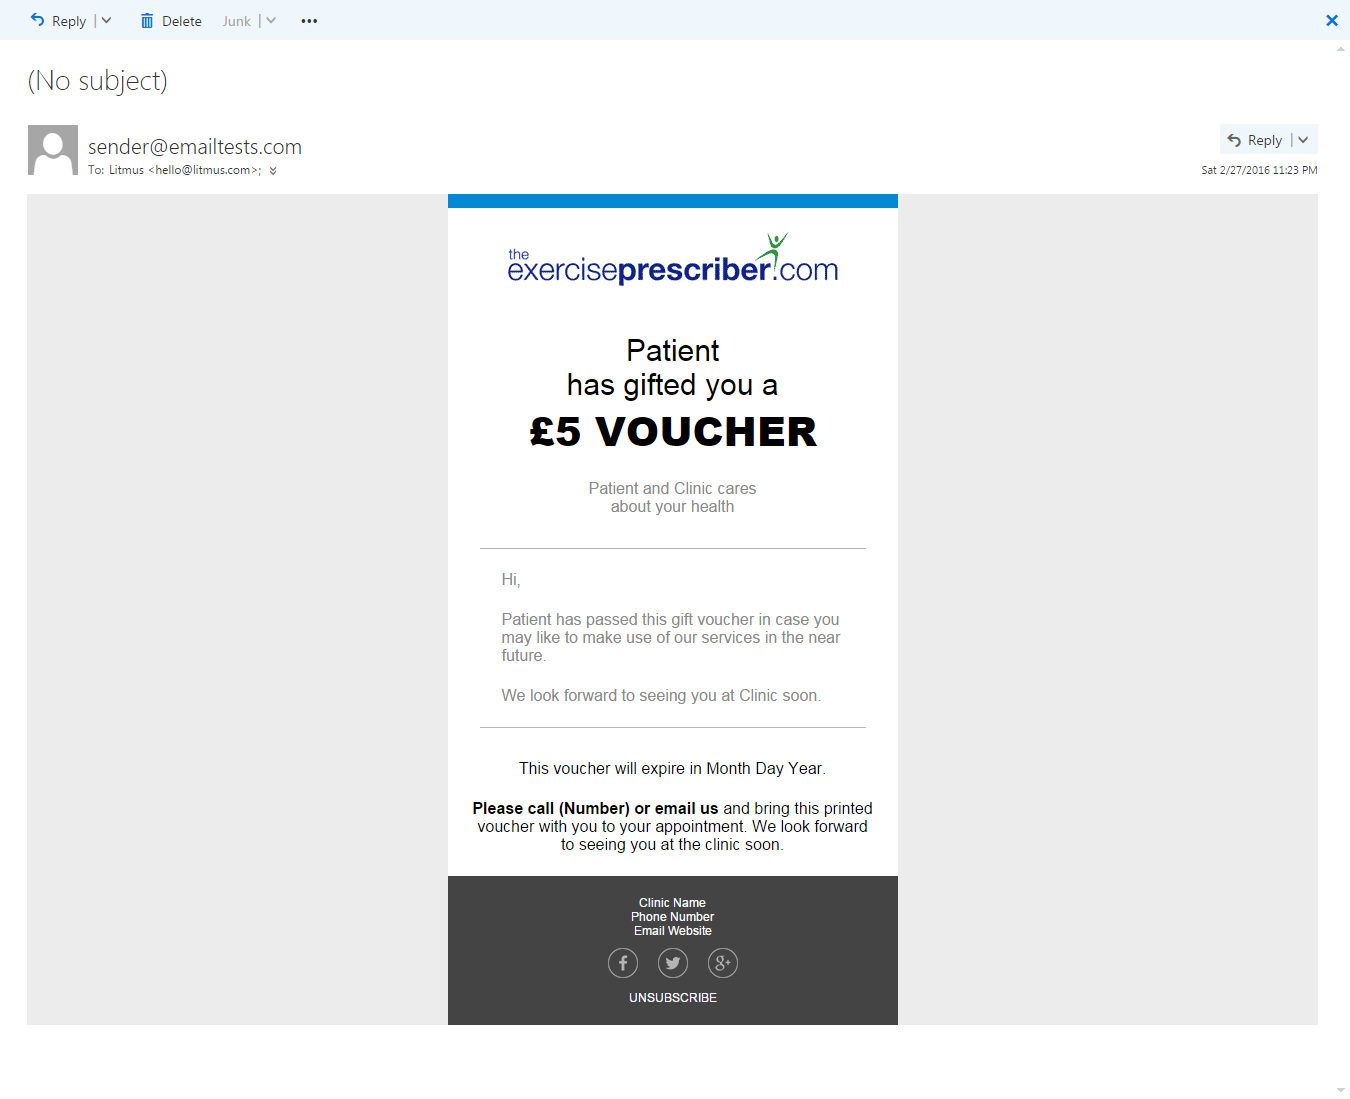 Reply
Delete
Junk
(No subject)
sender@emailtests.com
To: Litmus <hello@litmus.com>;
Reply
Sat 2/27/2016 11:23 PM
the
exerciseprescriber.com
Patient
has gifted you a
£5 VOUCHER
Patient and Clinic cares
about your health
Hi,
Patient has passed this gift voucher in case you
may like to make use of our services in the near
future.
We look forward to seeing you at Clinic soon.
This voucher will expire in Month Day Year.
Please call (Number) or email us and bring this printed
voucher with you to your appointment. We look forward
to seeing you at the clinic soon.
Clinic Name
Phone Number
Email Website
f
g+
UNSUBSCRIBE